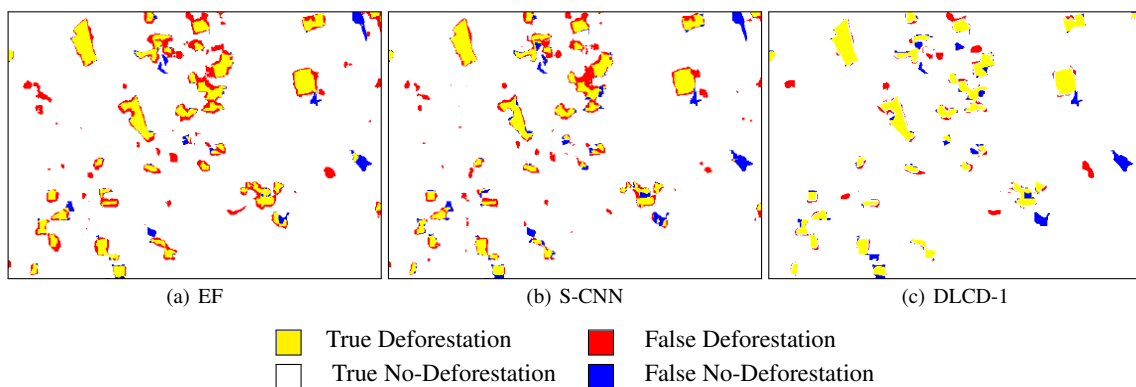 (a) EF
(b) S-CNN
(c) DLCD-1
True Deforestation
False Deforestation
True No-Deforestation
False No-Deforestation